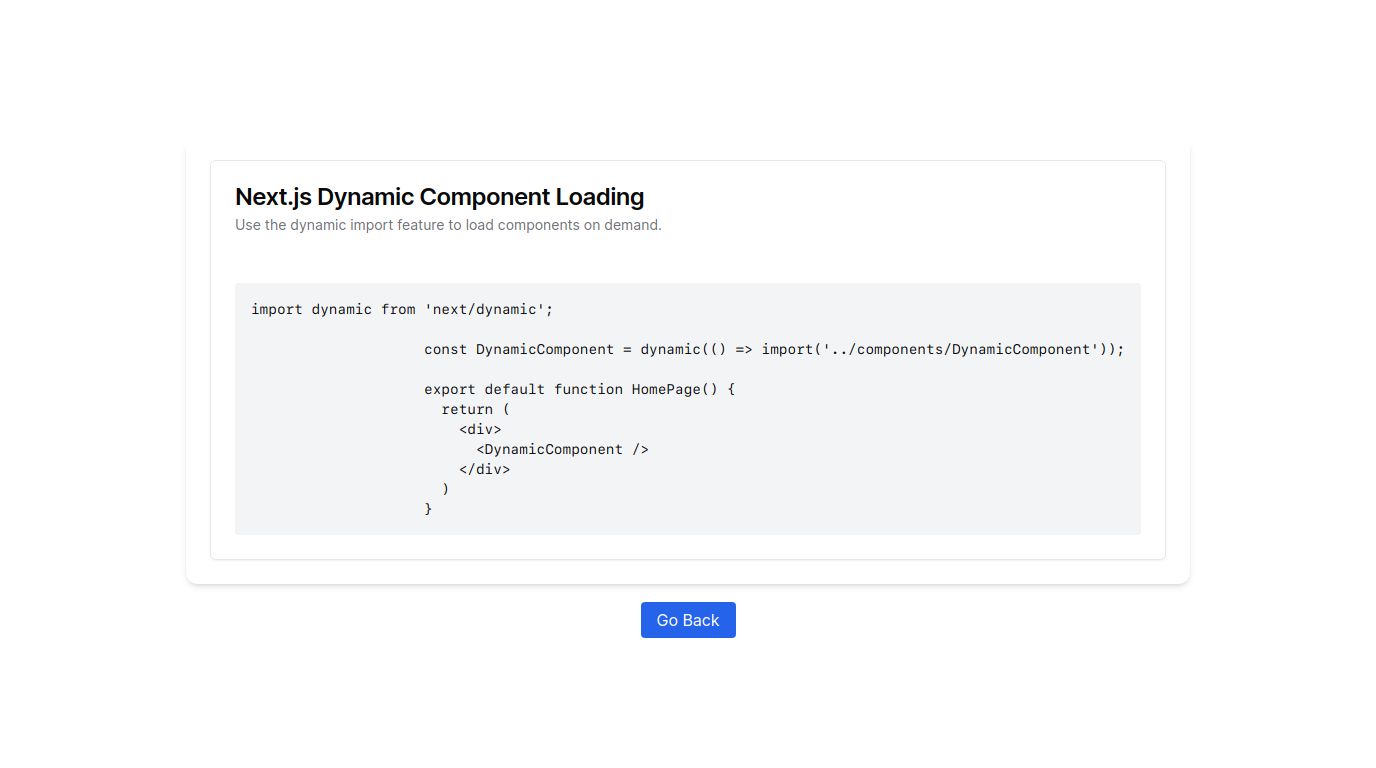 Next.js Dynamic Component Loading
Use the dynamic import feature to load components on demand.
import dynamic from 'next/dynamic';
const DynamicComponent = dynamic(() => import('../components/DynamicComponent'));
export default function HomePage() {
return (
<div>
<DynamicComponent />
</div>
)
}
Go Back